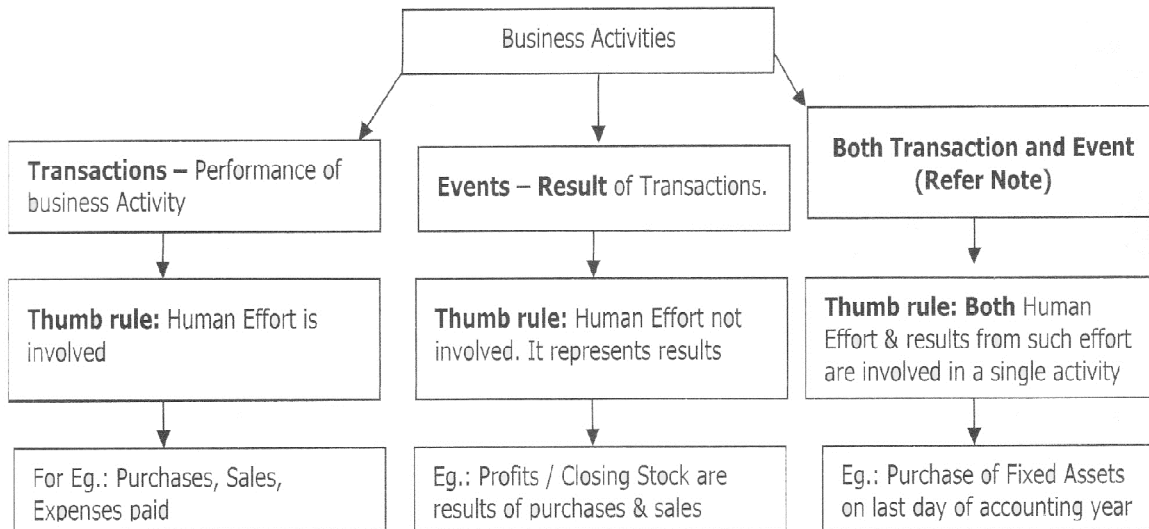 Business Activities
Transactions – Performance of
business Activity
Events – Result of Transactions.
Both Transaction and Event
(Refer Note)
Thumb rule: Human Effort is
involved
Thumb rule: Human Effort not
involved. It represents results
Thumb rule: Both Human
Effort & results from such effort
are involved in a single activity
For Eg.: Purchases, Sales,
Expenses paid
Eg.: Profits / Closing Stock are
results of purchases & sales
Eg.: Purchase of Fixed Assets
on last day of accounting year